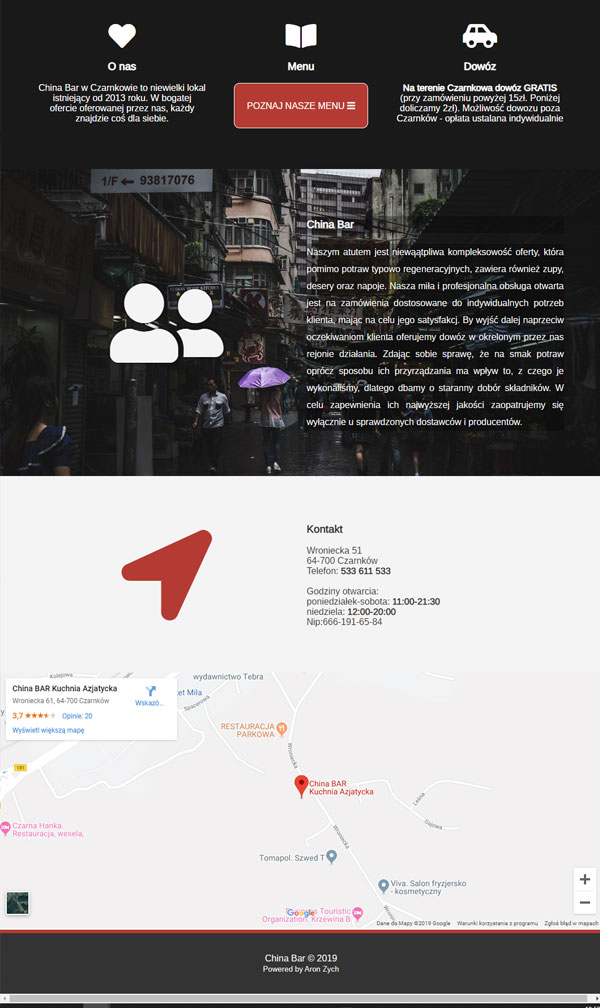 O nas
China Bar w Czarnkowie to niewielki lokal
istniejący od 2013 roku. W bogatej
ofercie oferowanej przez nas, każdy
znajdzie coś dla siebie.
Menu
POZNAJ NASZE MENU
Dowóz
Na terenie Czarnkowa dowóz GRATIS
(przy zamówieniu powyżej 15zł. Poniżej
doliczamy 2zł). Możliwość dowozu poza
Czarnków - opłata ustalana indywidualnie
1/F ← 93817076
China Bar
Naszym atutem jest niewąątpliwa kompleksowość oferty, która
pomimo potraw typowo regeneracyjnych, zawiera również zupy,
desery oraz napoje. Nasza miła i profesjonalna obsługa otwarta
jest na zamówienia dostosowane do indywidualnych potrzeb
klienta, mając na celu jego satysfakcj. By wyjść dalej naprzeciw
oczekiwaniom klienta oferujemy dowóz w okrelonym przez nas
rejonie działania. Zdając sobie sprawę, że na smak potraw
oprócz sposobu ich przyrządzania ma wpływ to, z czego je
wykonaliśmy, dlatego dbamy o staranny dobór składników. W
celu zapewnienia ich najwyższej jakości zaopatrujemy się
wyłącznie u sprawdzonych dostawców i producentów.
Kontakt
Wroniecka 51
64-700 Czarnków
Telefon: 533 611 533
Godziny otwarcia:
poniedziałek-sobota: 11:00-21:30
niedziela: 12:00-20:00
Nip:666-191-65-84
Kolejowa
wydawnictwo Tebra
China BAR Kuchnia Azjatycka
Wroniecka 61, 64-700 Czarnków
3,7 Opinie: 20
Wyświetl większą mapę
Wskazó...
ket Mila
Spacerowa
RESTAURACJA
PARKOWA
Wroniecka
181
China BAR
Kuchnia Azjatycka
Leśna
Gajowa
Czarna Hanka.
Restauracja, wesela,
Wroniecka
Tomapol. Szwed T
Viva. Salon fryzjersko
- kosmetyczny
Touristic
Organization. Krzewina B
Google
Dane do Mapy ©2019 Google Warunki korzystania z programu Zgłoś błąd w mapach
China Bar © 2019
Powered by Aron Zych